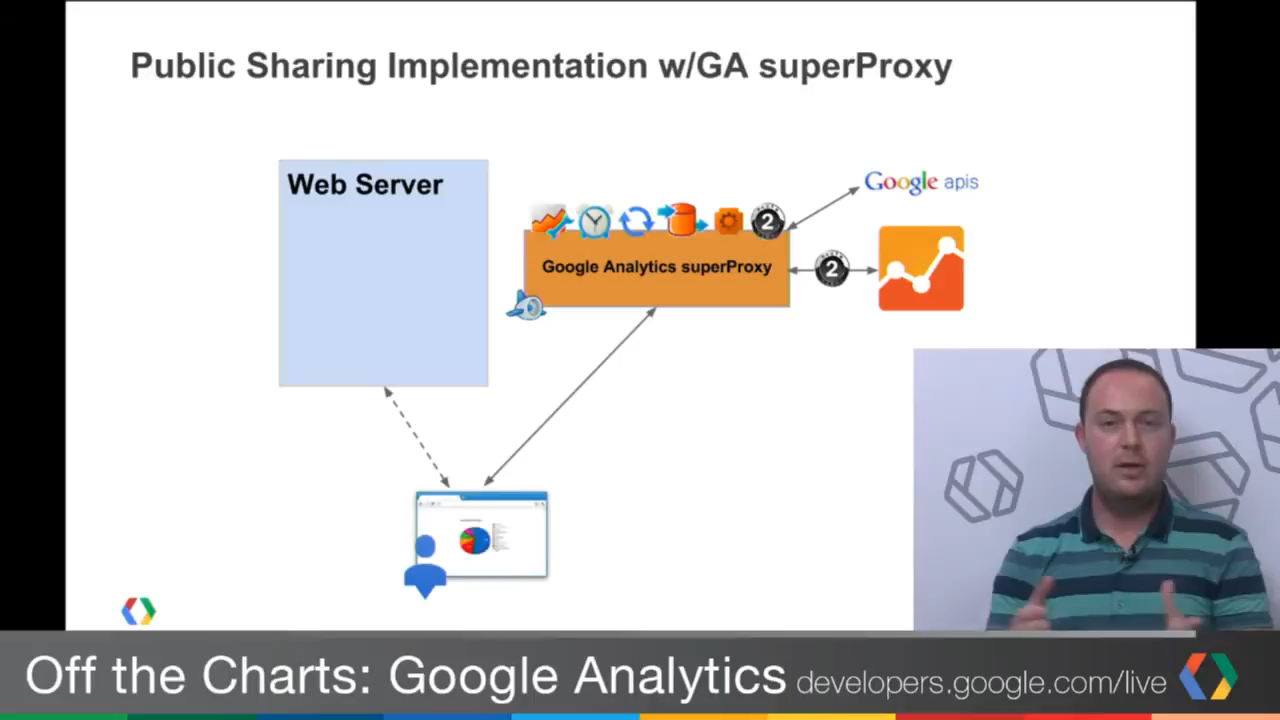 Public Sharing Implementation w/GA superProxy
Web Server
Google apis
2
Google Analytics superProxy
2
Off the Charts: Google Analytics developers.google.com/live